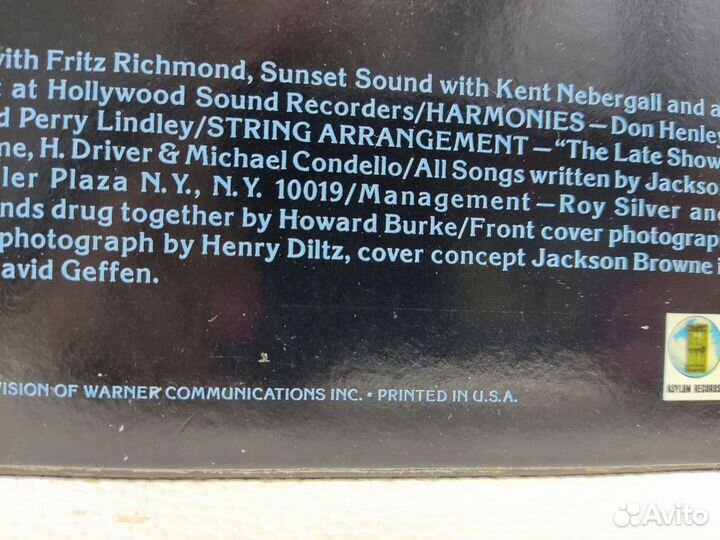 with Fritz Richmond, Sunset Sound with Kent Nebergall and a
at Hollywood Sound Recorders/HARMONIES—Don Henley
d Perry Lindley/STRING ARRANGEMENT—“The Late Show
me, H. Driver & Michael Condello/All Songs written by Jackso
ler Plaza N.Y., N.Y. 10019/Management—Roy Silver and
nds drug together by Howard Burke/Front cover photograp
photograph by Henry Diltz, cover concept Jackson Browne i
avid Geffen.
VISION OF WARNER COMMUNICATIONS INC. • PRINTED IN U.S.A.
ASYLUM RECORDS
Avito